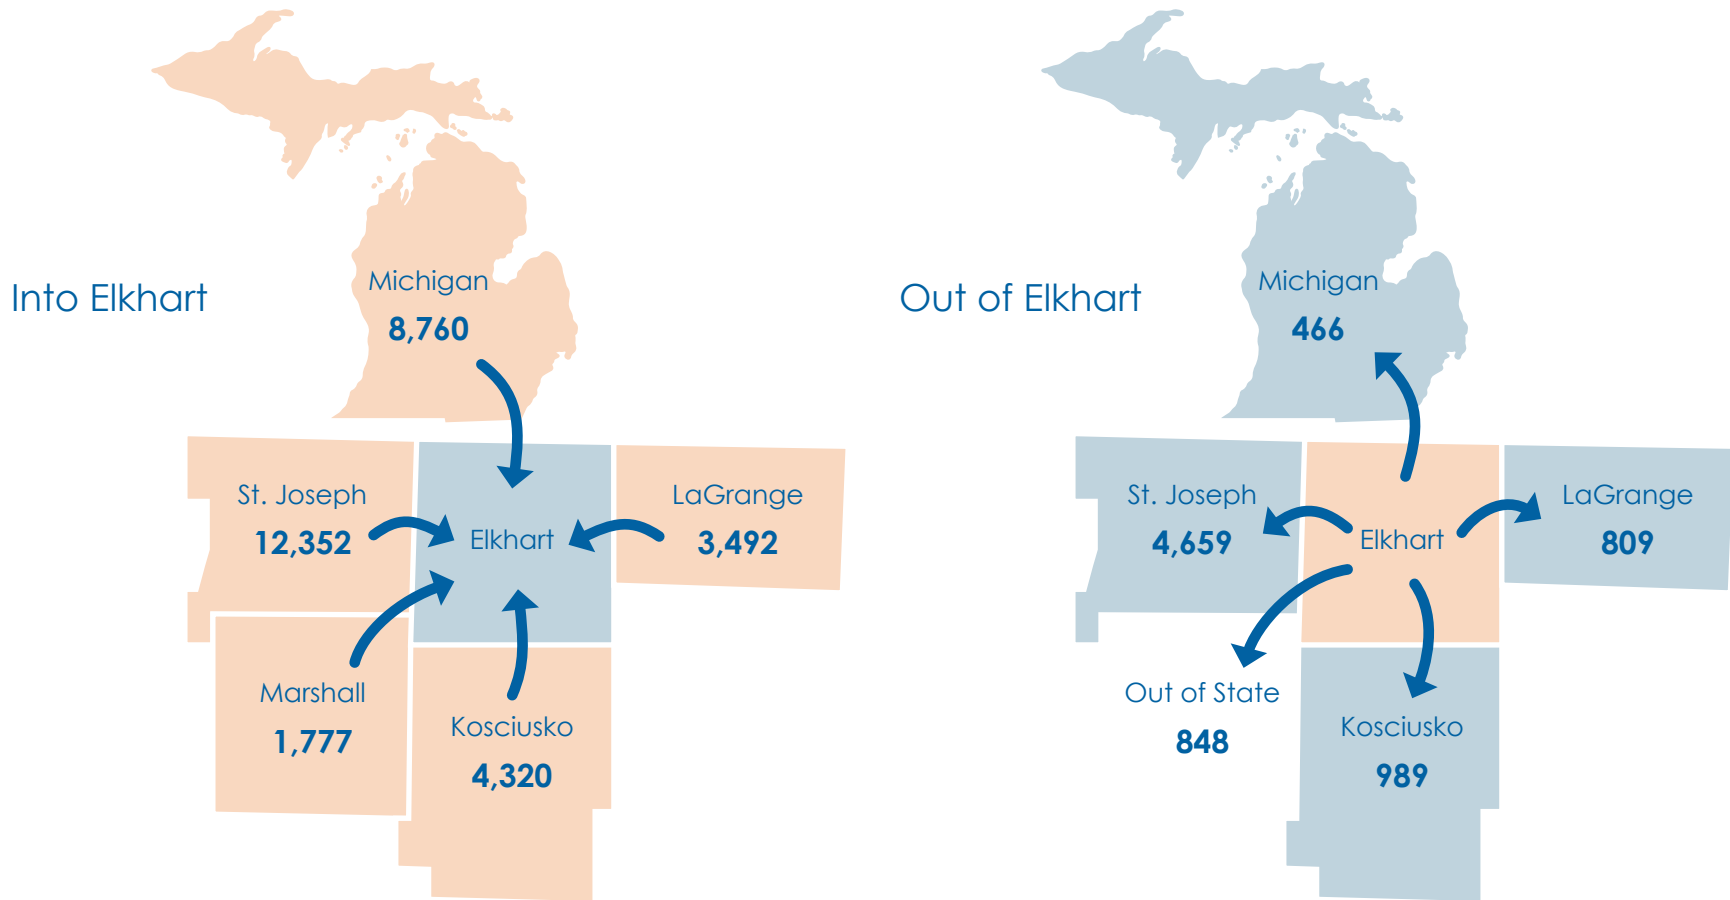 Into Elkhart
Michigan
8,760
St. Joseph
12,352
Elkhart
LaGrange
3,492
Marshall
1,777
Kosciusko
4,320
Out of Elkhart
Michigan
466
St. Joseph
4,659
Elkhart
LaGrange
809
Out of State
848
Kosciusko
989